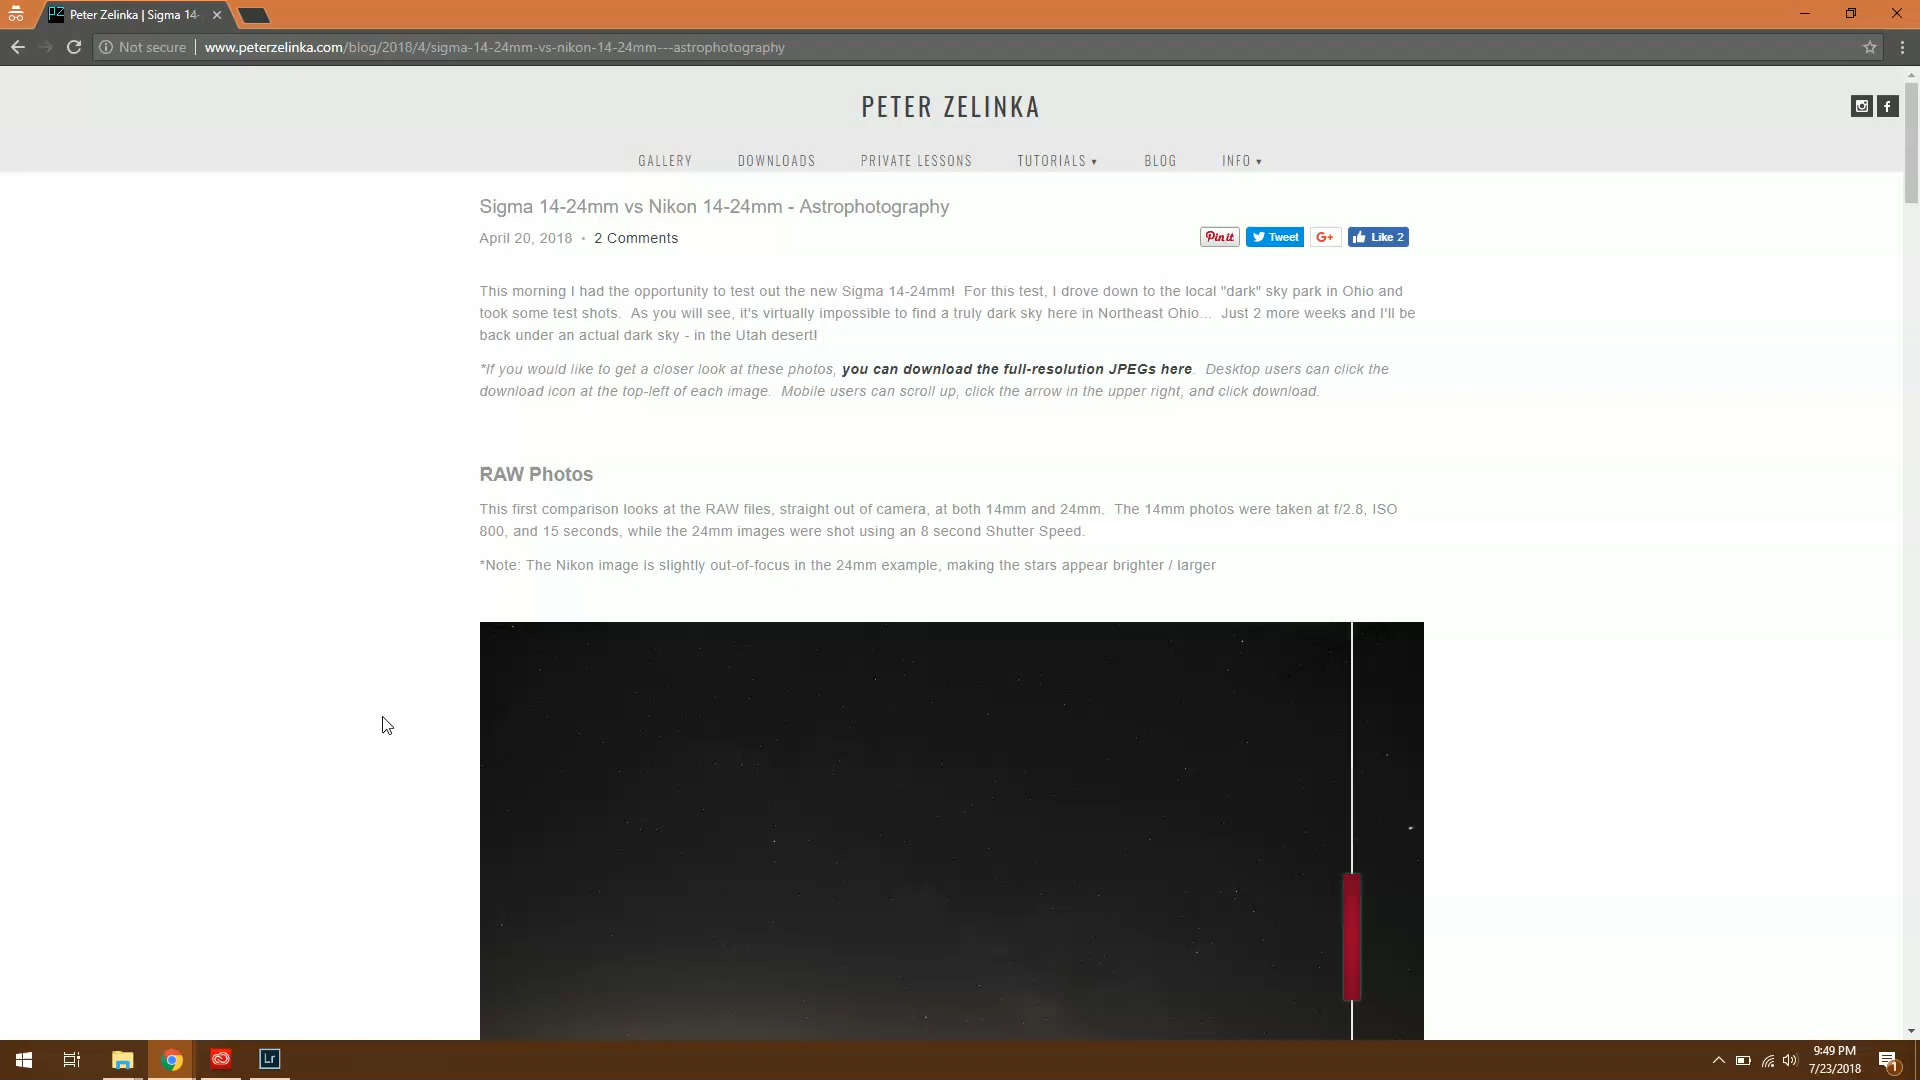 Peter Zelinka | Sigma 14-
Not secure | www.peterzelinka.com/blog/2018/4/sigma-14-24mm-vs-nikon-14-24mm---astrophotography
PETER ZELINKA
GALLERY DOWNLOADS PRIVATE LESSONS TUTORIALS ▾ BLOG INFO ▾
Sigma 14-24mm vs Nikon 14-24mm - Astrophotography
April 20, 2018 • 2 Comments
Pin it Tweet G+ Like 2
This morning I had the opportunity to test out the new Sigma 14-24mm!  For this test, I drove down to the local "dark" sky park in Ohio and
took some test shots.  As you will see, it's virtually impossible to find a truly dark sky here in Northeast Ohio...  Just 2 more weeks and I'll be
back under an actual dark sky - in the Utah desert!
*If you would like to get a closer look at these photos, you can download the full-resolution JPEGs here.  Desktop users can click the
download icon at the top-left of each image.  Mobile users can scroll up, click the arrow in the upper right, and click download.
RAW Photos
This first comparison looks at the RAW files, straight out of camera, at both 14mm and 24mm.  The 14mm photos were taken at f/2.8, ISO
800, and 15 seconds, while the 24mm images were shot using an 8 second Shutter Speed.
*Note: The Nikon image is slightly out-of-focus in the 24mm example, making the stars appear brighter / larger
Lr
9:49 PM
7/23/2018
1